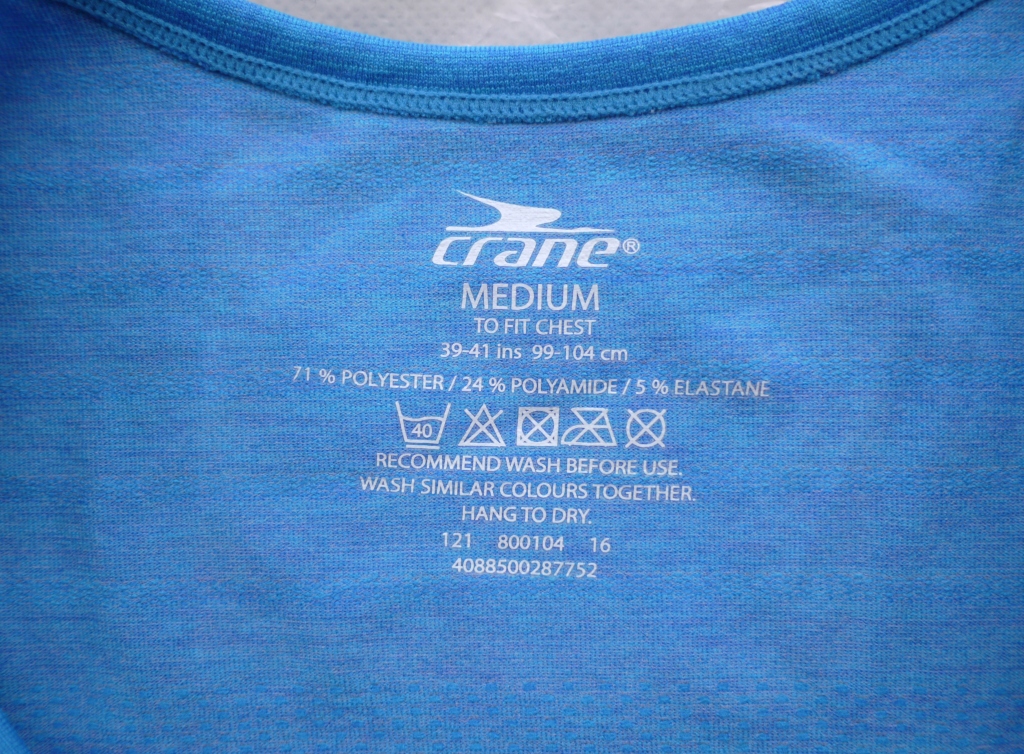 crane®
MEDIUM
TO FIT CHEST
39-41 ins 99-104 cm
71 % POLYESTER / 24 % POLYAMIDE / 5 % ELASTANE
40
RECOMMEND WASH BEFORE USE.
WASH SIMILAR COLOURS TOGETHER.
HANG TO DRY.
121 800104 16
4088500287752